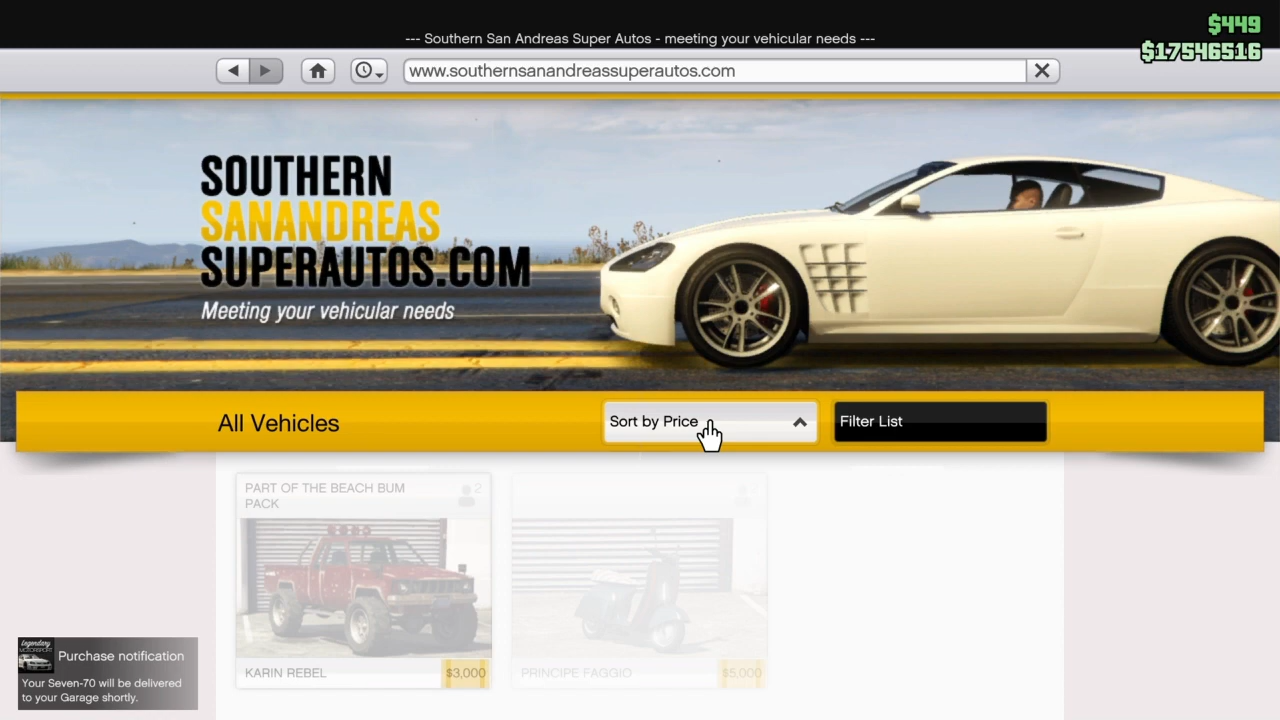 --- Southern San Andreas Super Autos - meeting your vehicular needs ---
$449
$17546516
www.southernsanandreassuperautos.com
SOUTHERN
SANANDREAS
SUPERAUTOS.COM
Meeting your vehicular needs
All Vehicles
Sort by Price
Filter List
PART OF THE BEACH BUM
PACK
2
KARIN REBEL
$3,000
PRINCIPE FAGGIO
$5,000
Purchase notification
Your Seven-70 will be delivered
to your Garage shortly.